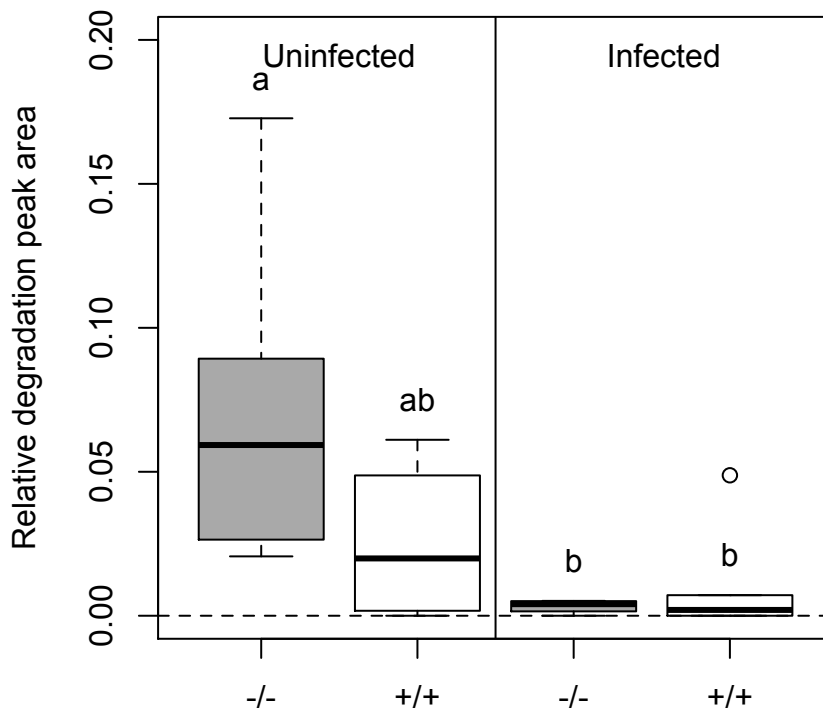 Relative degradation peak area
0.20
0.15
0.10
0.05
0.00
Uninfected
Infected
a
ab
b
b
-/-
+/+
-/-
+/+